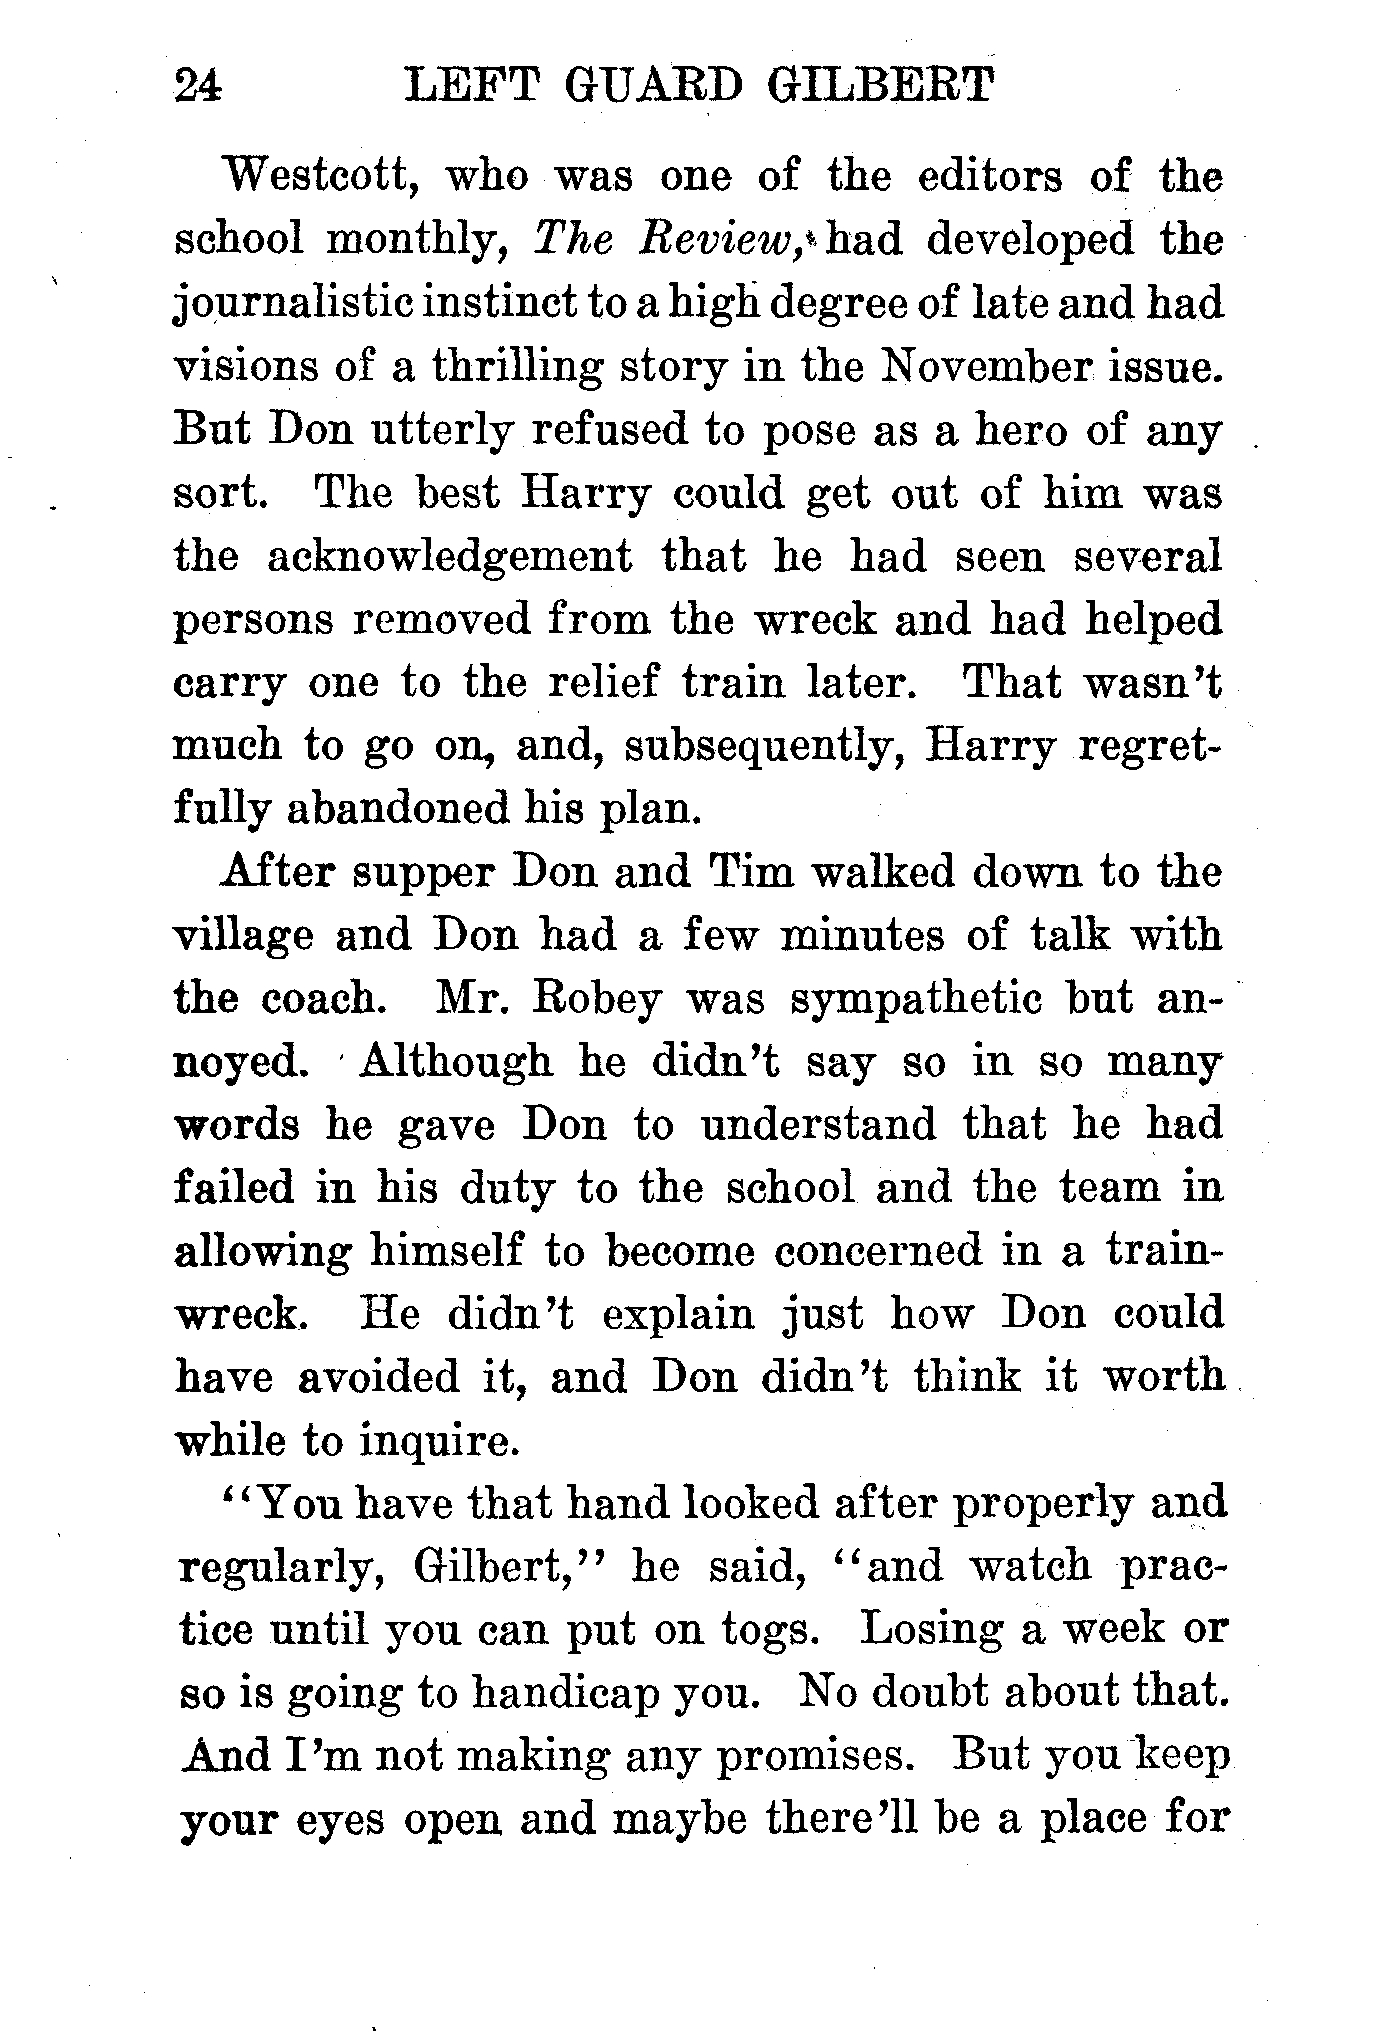 24 LEFT GUARD GILBERT
Westcott, who was one of the editors of the
school monthly, The Review, had developed the
journalistic instinct to a high degree of late and had
visions of a thrilling story in the November issue.
But Don utterly refused to pose as a hero of any
sort. The best Harry could get out of him was
the acknowledgement that he had seen several
persons removed from the wreck and had helped
carry one to the relief train later. That wasn't
much to go on, and, subsequently, Harry regret-
fully abandoned his plan.
After supper Don and Tim walked down to the
village and Don had a few minutes of talk with
the coach. Mr. Robey was sympathetic but an-
noyed. Although he didn't say so in so many
words he gave Don to understand that he had
failed in his duty to the school and the team in
allowing himself to become concerned in a train-
wreck. He didn't explain just how Don could
have avoided it, and Don didn't think it worth
while to inquire.
"You have that hand looked after properly and
regularly, Gilbert," he said, "and watch prac-
tice until you can put on togs. Losing a week or
so is going to handicap you. No doubt about that.
And I'm not making any promises. But you keep
your eyes open and maybe there'll be a place for